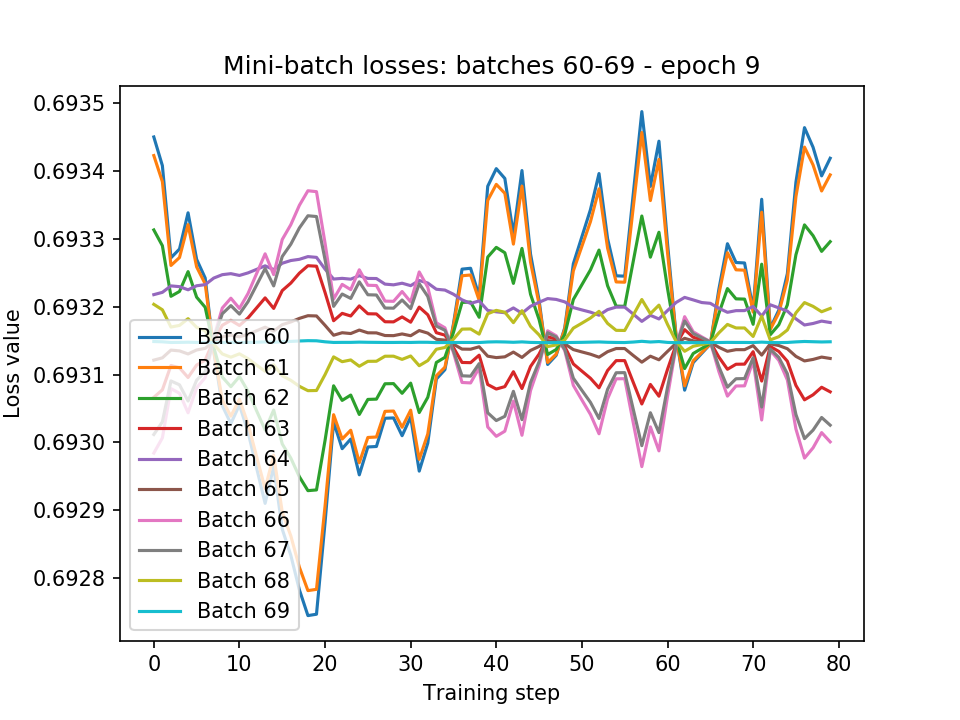 Mini-batch losses: batches 60-69 - epoch 9
0.6935
0.6934
0.6933
0.6932
0.6931
0.6930
0.6929
0.6928
Loss value
Batch 60
Batch 61
Batch 62
Batch 63
Batch 64
Batch 65
Batch 66
Batch 67
Batch 68
Batch 69
0 10 20 30 40 50 60 70 80
Training step